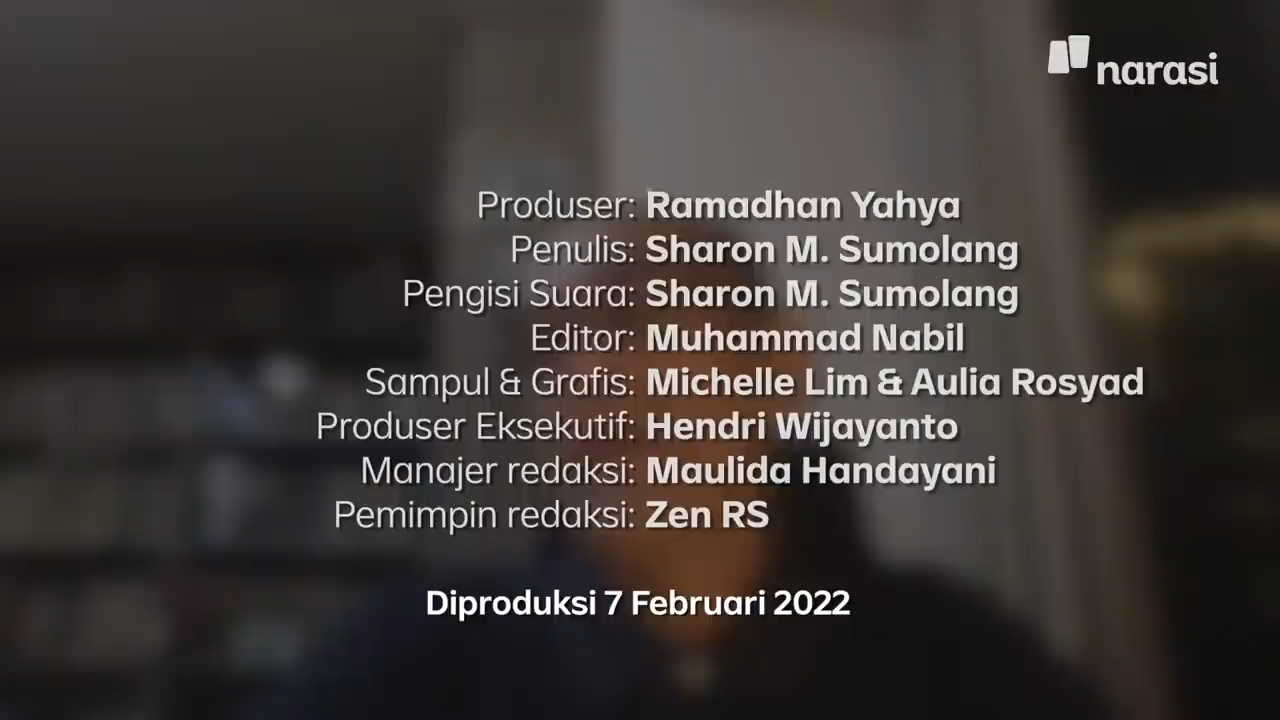 narasi
Produser: Ramadhan Yahya
Penulis: Sharon M. Sumolang
Pengisi Suara: Sharon M. Sumolang
Editor: Muhammad Nabil
Sampul & Grafis: Michelle Lim & Aulia Rosyad
Produser Eksekutif: Hendri Wijayanto
Manajer redaksi: Maulida Handayani
Pemimpin redaksi: Zen RS
Diproduksi 7 Februari 2022